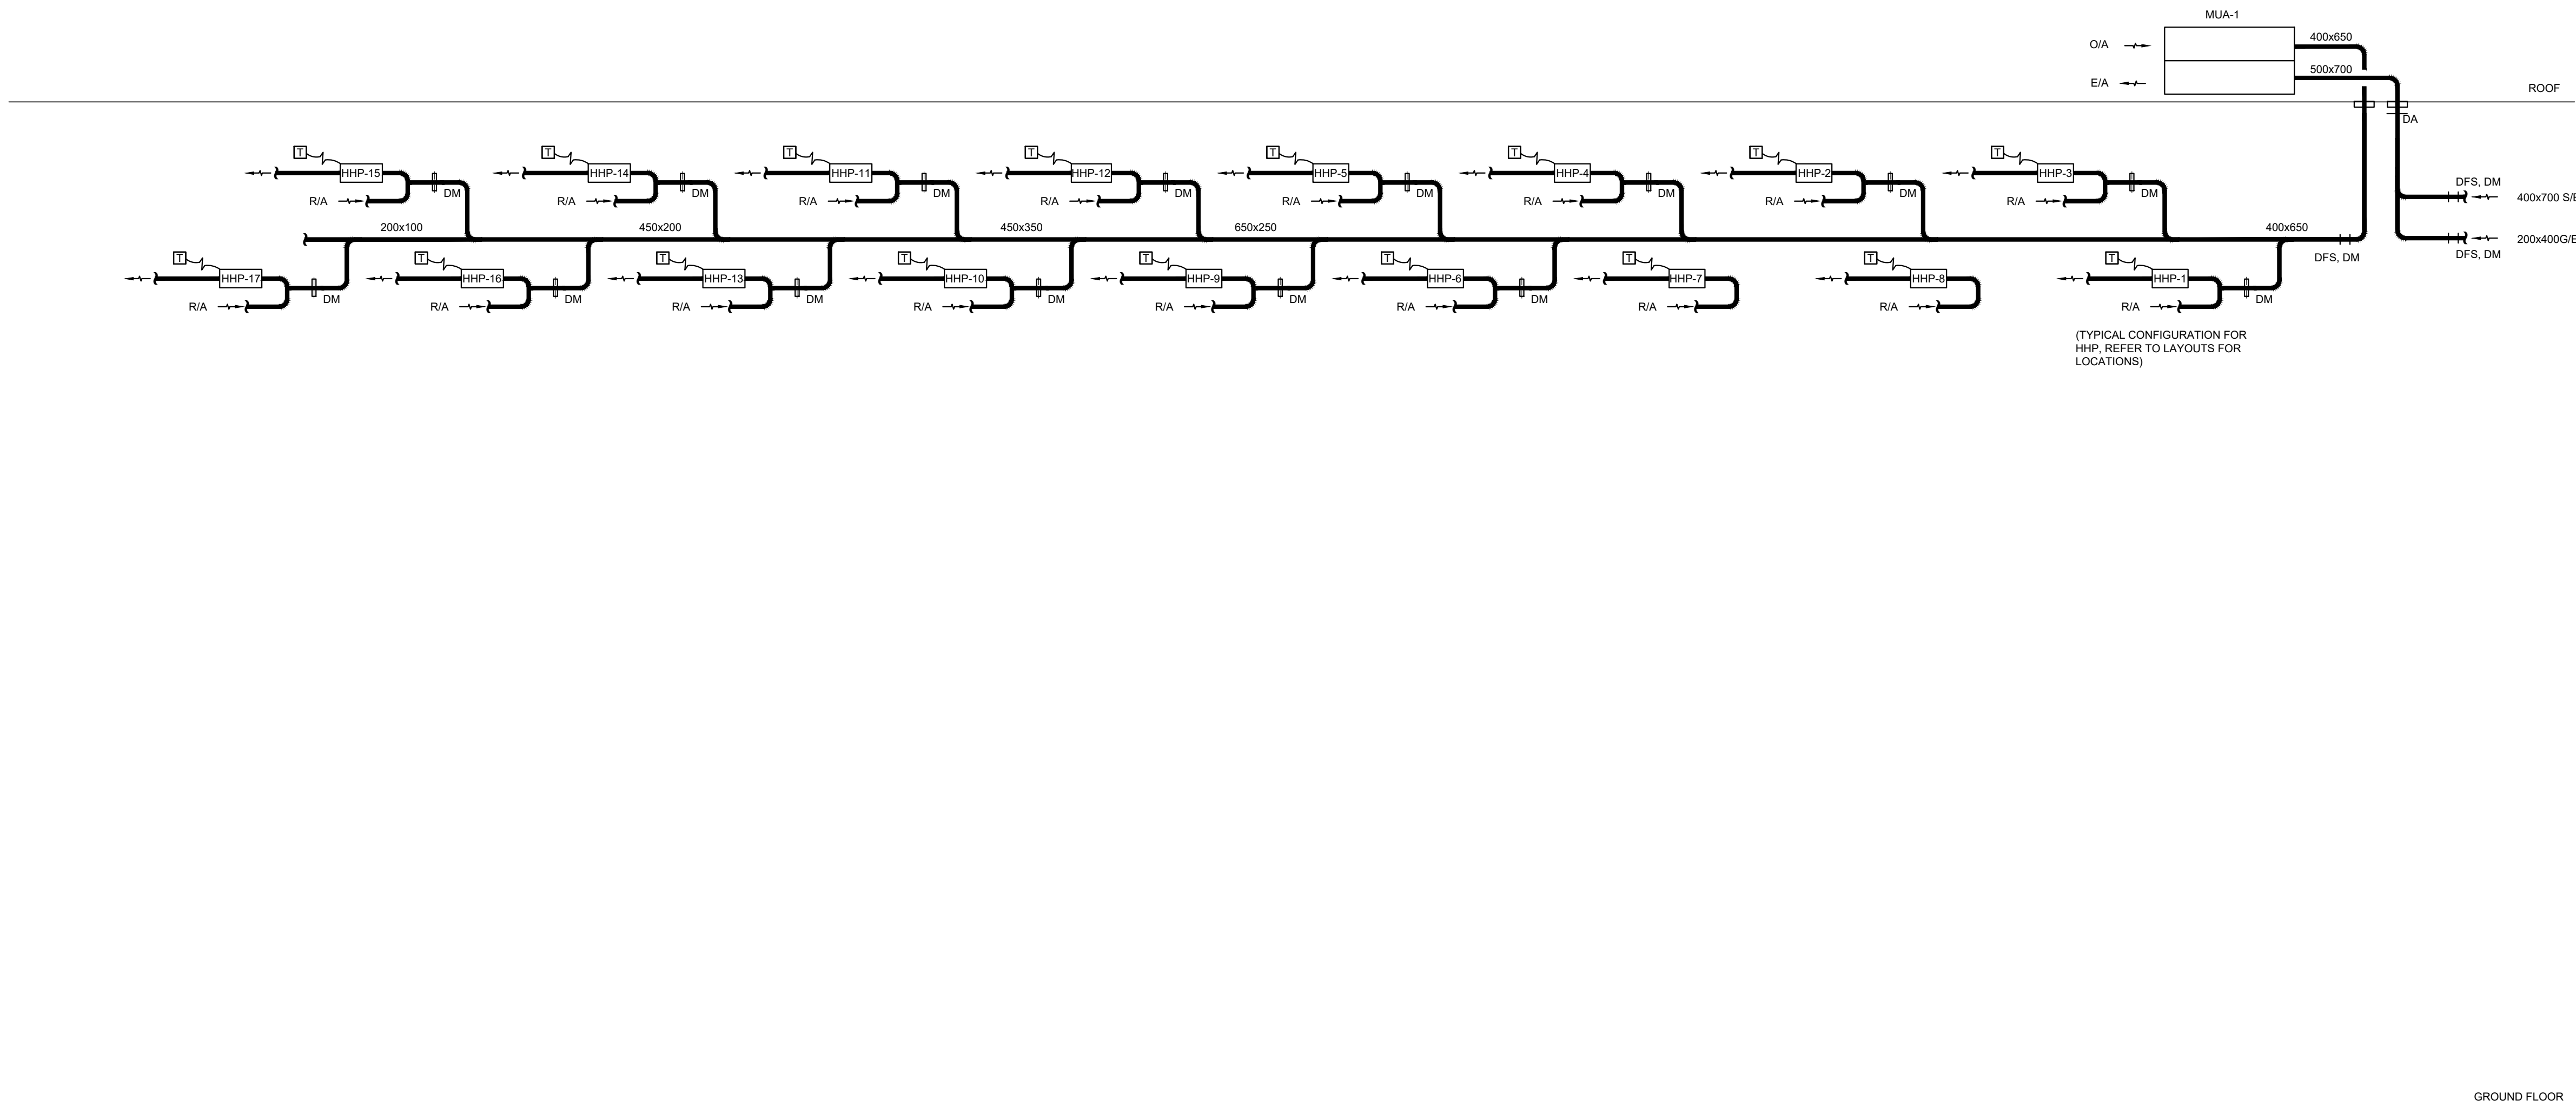 MUA-1
400x650
O/A
500x700
E/A
ROOF
DA
T T T T T T T T
HHP-15 HHP-14 HHP-11 HHP-12 HHP-5 HHP-4 HHP-2 HHP-3
DFS, DM
DM DM DM DM DM DM DM DM
400x700 S/E
R/A R/A R/A R/A R/A R/A R/A R/A
200x100 450x200 450x350 650x250 400x650
200x400G/E
DFS, DM
DFS, DM
T T T T T T T T T
HHP-17 HHP-16 HHP-13 HHP-10 HHP-9 HHP-6 HHP-7 HHP-8 HHP-1
DM DM DM DM DM DM DM
R/A R/A R/A R/A R/A R/A R/A R/A R/A
(TYPICAL CONFIGURATION FOR
HHP, REFER TO LAYOUTS FOR
LOCATIONS)
GROUND FLOOR